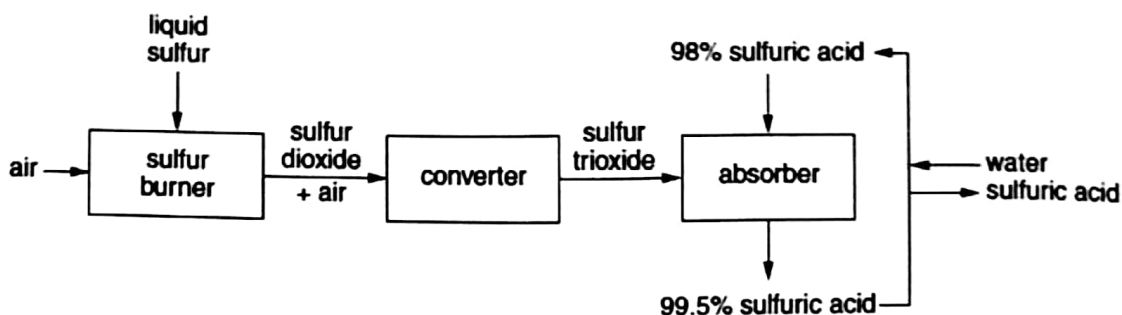 liquid
sulfur
air
sulfur
burner
sulfur
dioxide
+ air
converter
sulfur
trioxide
98% sulfuric acid
absorber
99.5% sulfuric acid
water
sulfuric acid